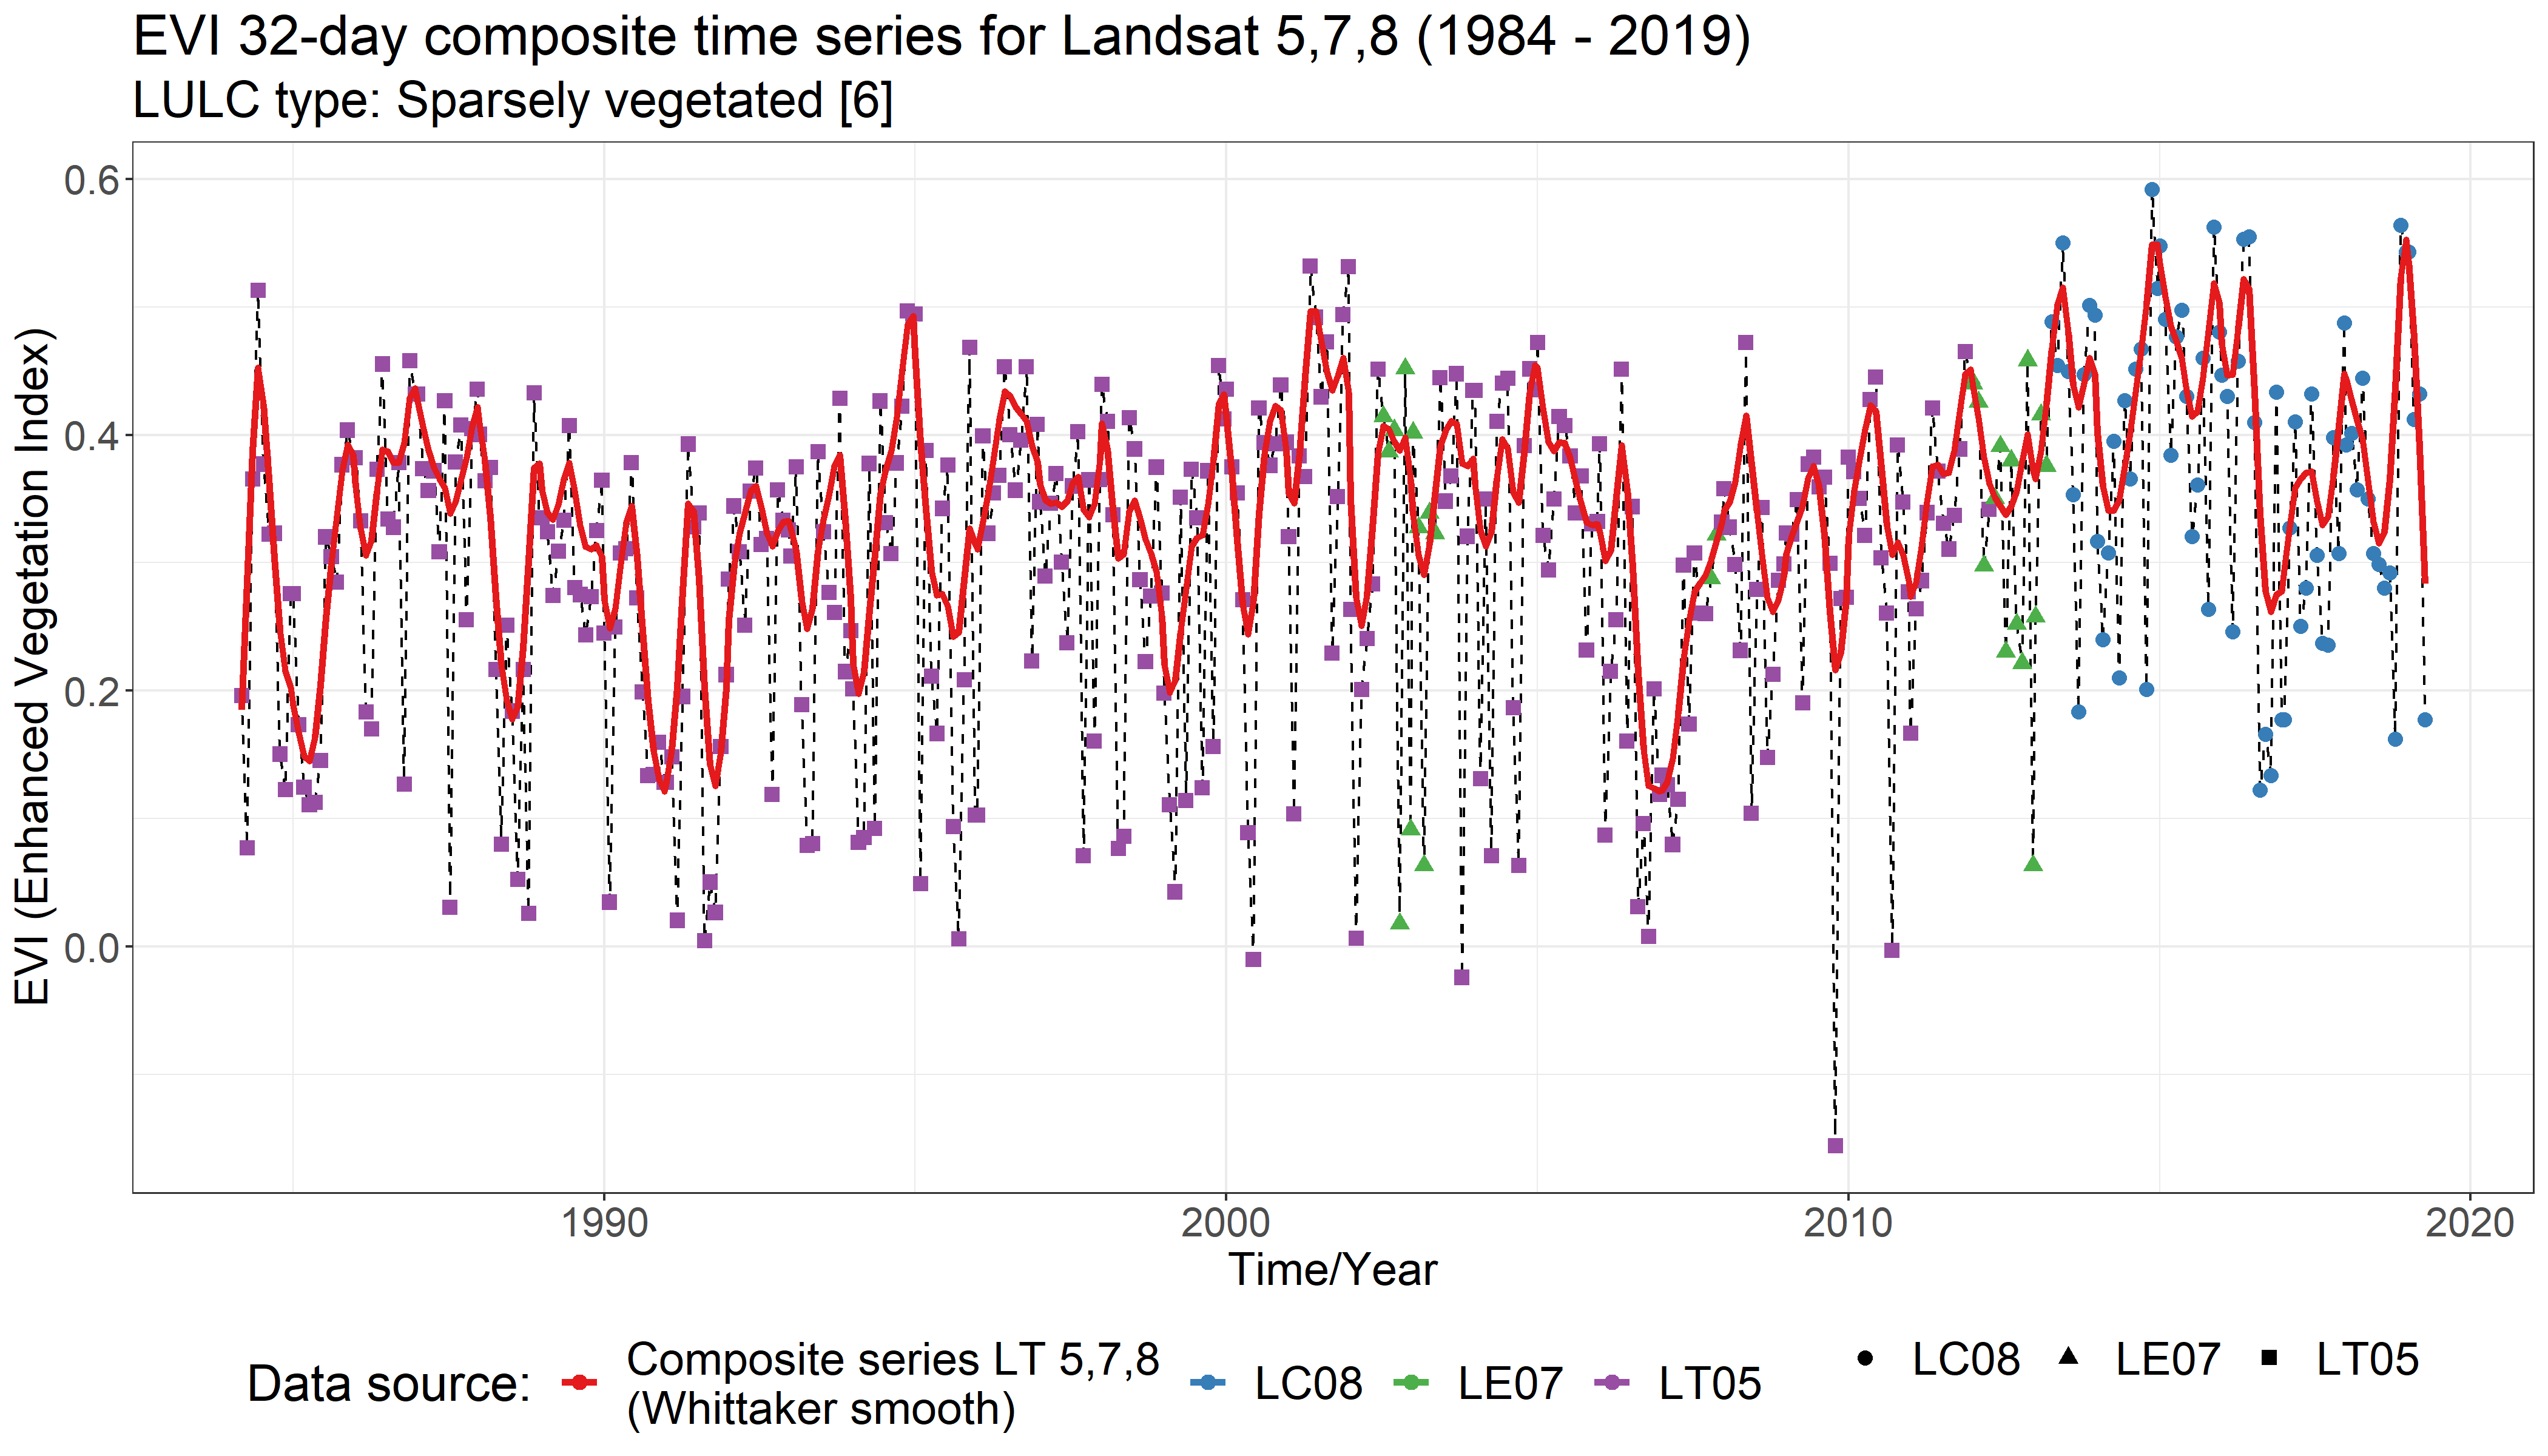 EVI 32-day composite time series for Landsat 5,7,8 (1984 - 2019)
LULC type: Sparsely vegetated [6]
EVI (Enhanced Vegetation Index)
0.6
0.4
0.2
0.0
1990
2000
2010
2020
Time/Year
Data source:
Composite series LT 5,7,8
(Whittaker smooth)
LC08
LE07
LT05
LC08
LE07
LT05